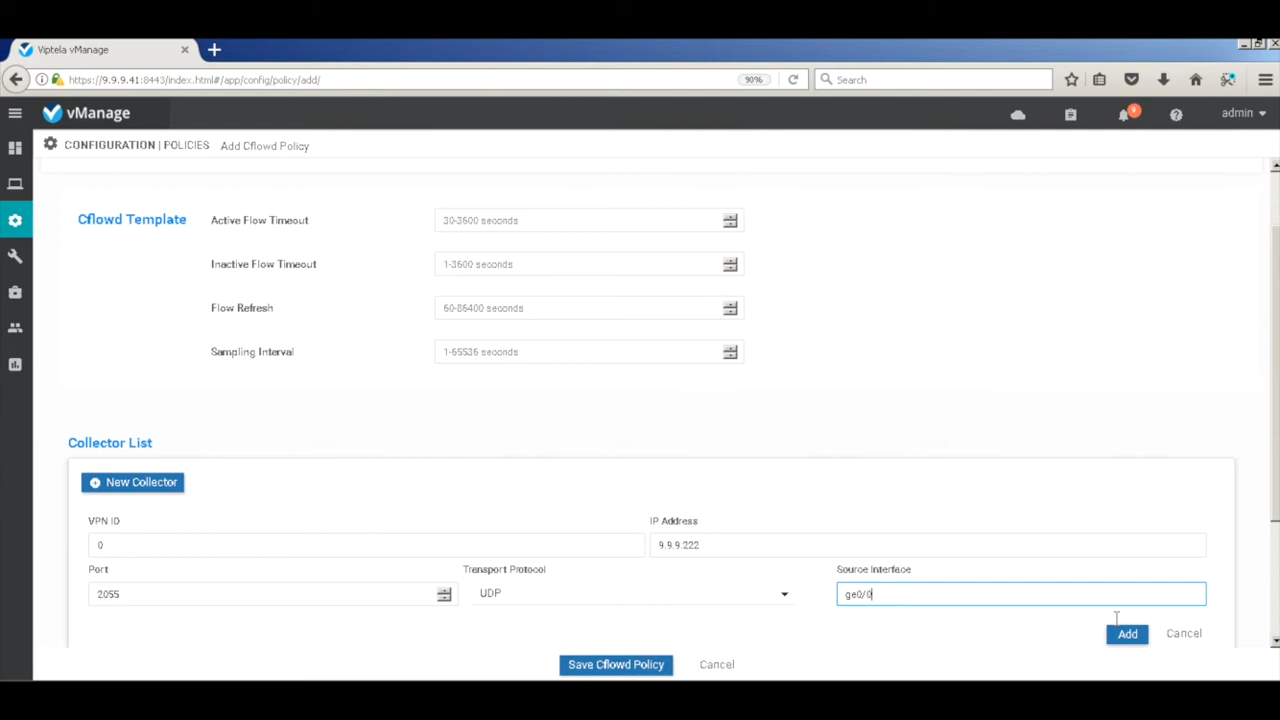 Viptela vManage
https://9.9.9.41:8443/index.html#/app/config/policy/add/
90%
Search
vManage
9
admin
CONFIGURATION | POLICIES Add Cflowd Policy
Cflowd Template
Active Flow Timeout
30-3600 seconds
Inactive Flow Timeout
1-3600 seconds
Flow Refresh
60-86400 seconds
Sampling Interval
1-65536 seconds
Collector List
New Collector
VPN ID
IP Address
0
9.9.9.222
Port
Transport Protocol
Source Interface
2055
UDP
ge0/0
Add
Cancel
Save Cflowd Policy
Cancel